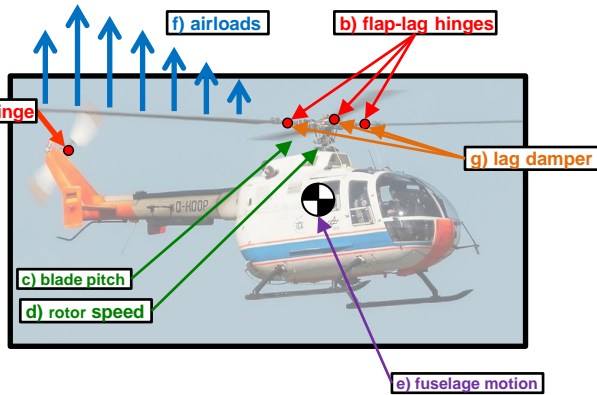 f) airloads
b) flap-lag hinges
inge
g) lag damper
D-HOOP
c) blade pitch
d) rotor speed
e) fuselage motion